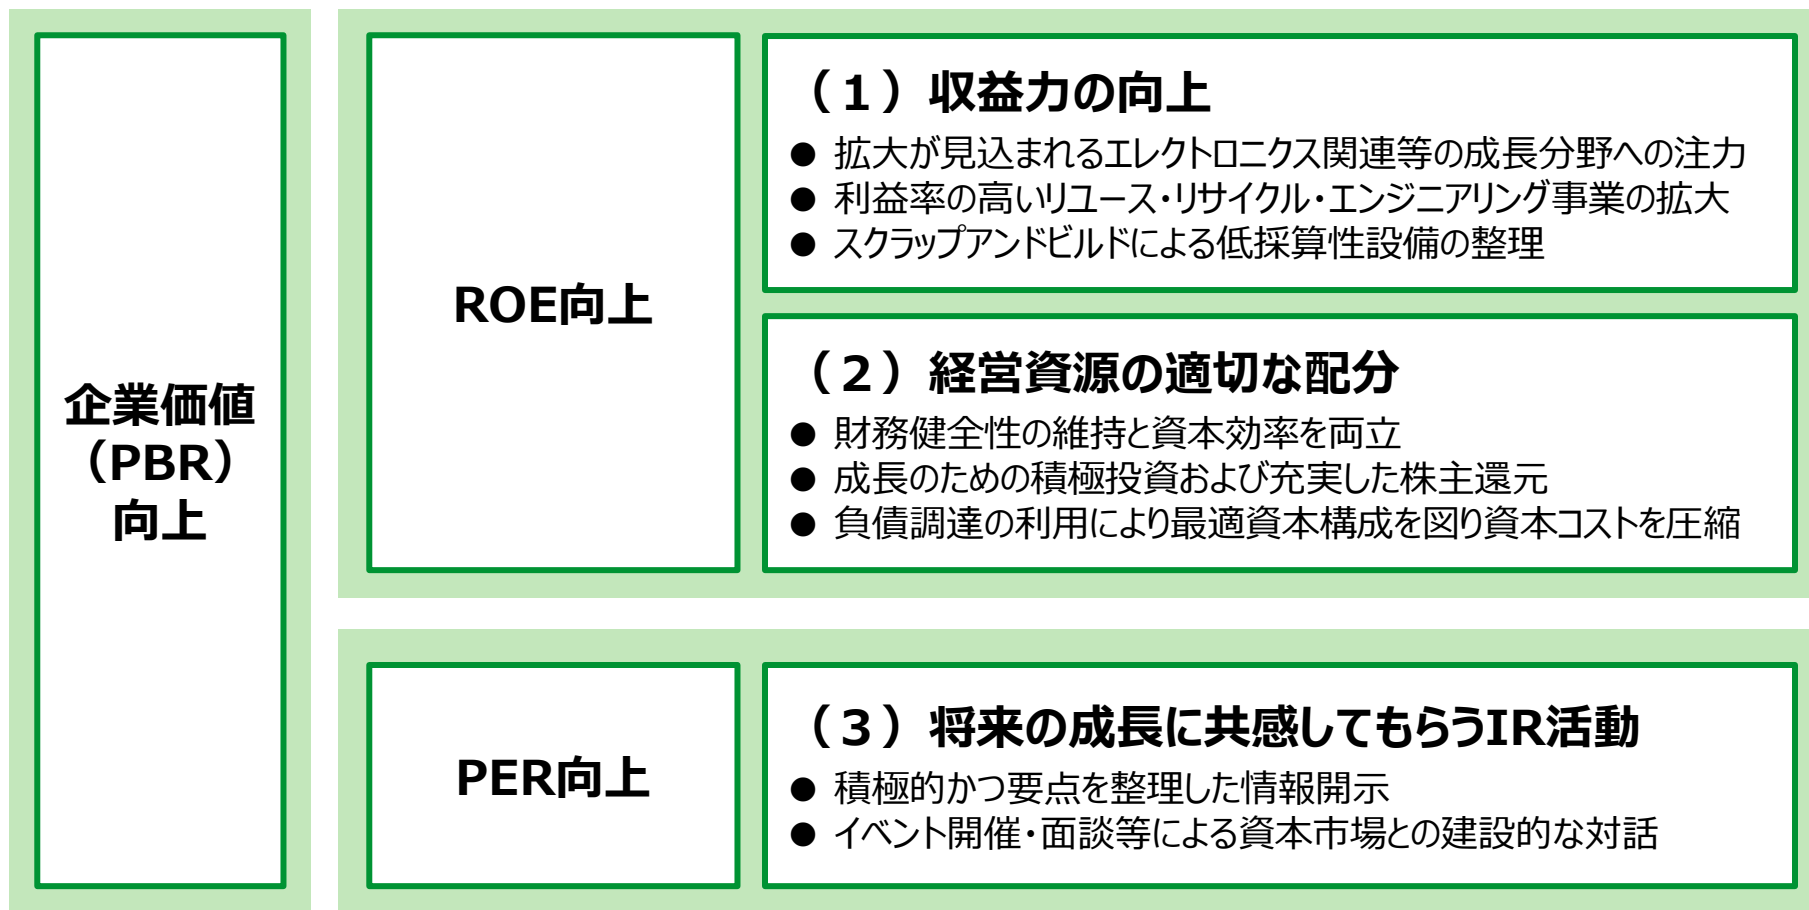 企業価値
(PBR)
向上
ROE向上
(1)収益力の向上
● 拡大が見込まれるエレクトロニクス関連等の成長分野への注力
● 利益率の高いリユース・リサイクル・エンジニアリング事業の拡大
● スクラップアンドビルドによる低採算性設備の整理
(2)経営資源の適切な配分
● 財務健全性の維持と資本効率を両立
● 成長のための積極投資および充実した株主還元
● 負債調達の利用により最適資本構成を図り資本コストを圧縮
PER向上
(3)将来の成長に共感してもらうIR活動
● 積極的かつ要点を整理した情報開示
● イベント開催・面談等による資本市場との建設的な対話